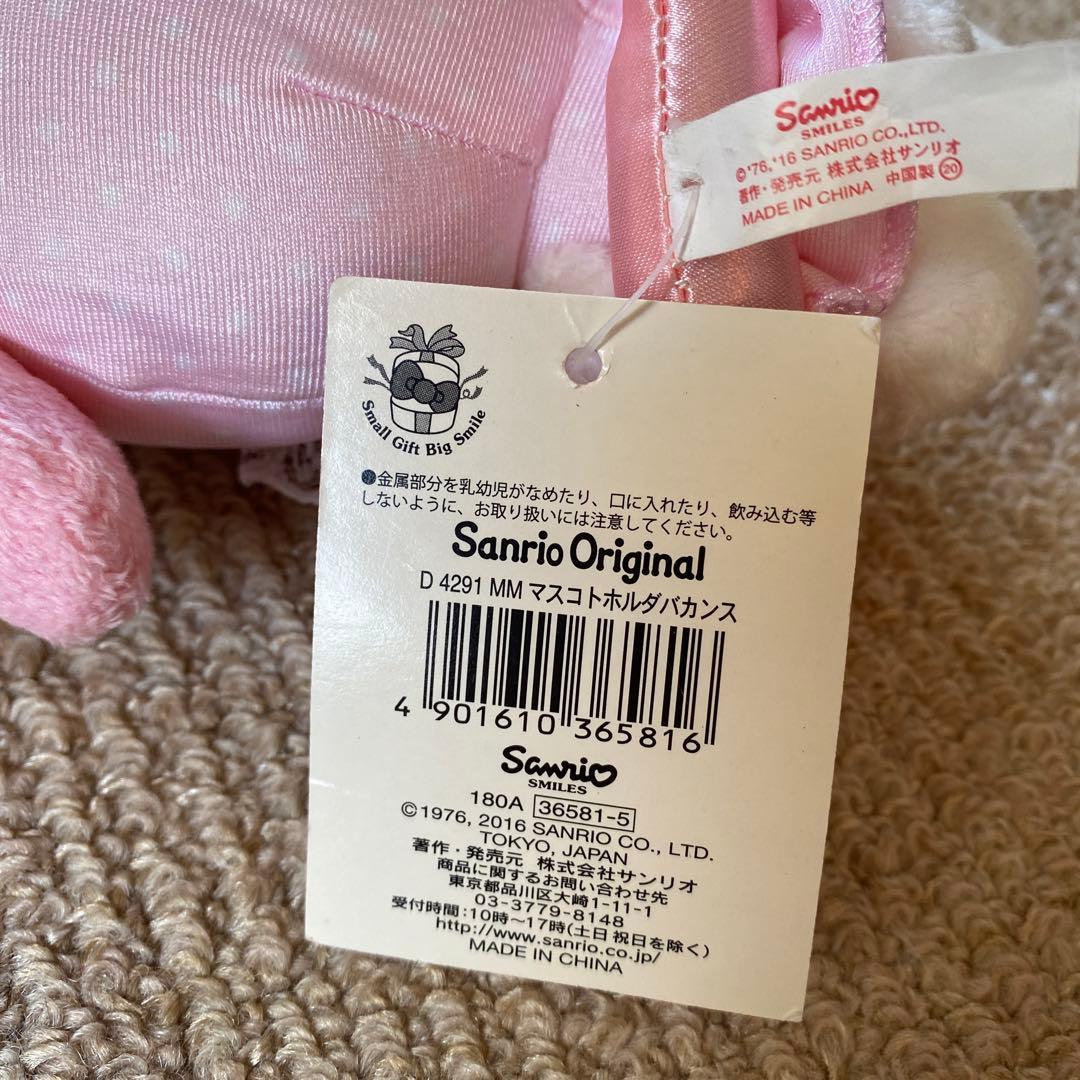 Sanrio
SMILES
©'76,'16 SANRIO CO.,LTD.
著作・発売元 株式会社サンリオ
MADE IN CHINA 中国製 20
Small Gift Big Smile
●金属部分を乳幼児がなめたり、口に入れたり、飲み込む等
しないように、お取り扱いには注意してください。
Sanrio Original
D 4291 MM マスコトホルダバカンス
4 901610 365816
Sanrio
SMILES
180A 36581-5
©1976, 2016 SANRIO CO., LTD.
TOKYO, JAPAN
著作・発売元 株式会社サンリオ
商品に関するお問い合わせ先
東京都品川区大崎1-11-1
03-3779-8148
受付時間:10時〜17時(土日 祝日を除く)
http://www.sanrio.co.jp/
MADE IN CHINA